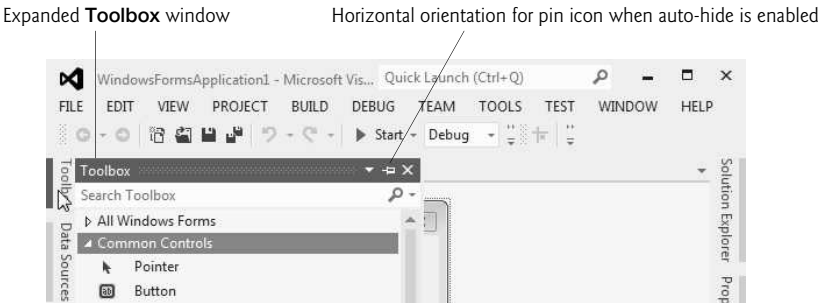 Expanded Toolbox window
Horizontal orientation for pin icon when auto-hide is enabled
WindowsFormsApplication1 - Microsoft Vis... Quick Launch (Ctrl+Q)
FILE EDIT VIEW PROJECT BUILD DEBUG TEAM TOOLS TEST WINDOW HELP
Start Debug
Toolbox
Toolbox
Search Toolbox
All Windows Forms
Common Controls
Pointer
Button
Data Sources
Solution Explorer
Prop